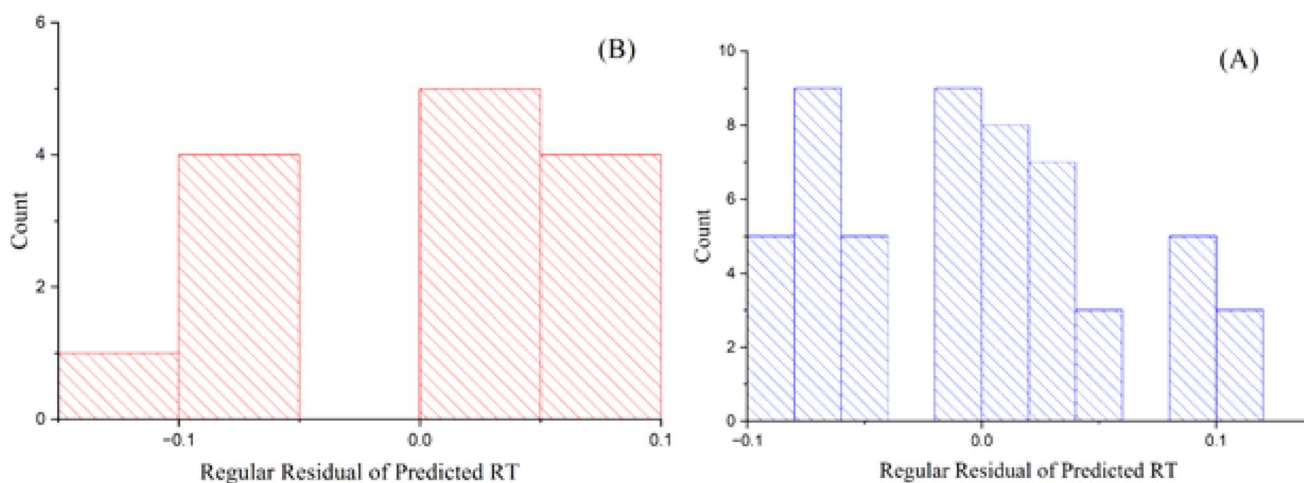 (B)
6
4
2
0
Count
−0.1
0.0
0.1
Regular Residual of Predicted RT
(A)
10
8
6
4
2
0
Count
−0.1
0.0
0.1
Regular Residual of Predicted RT